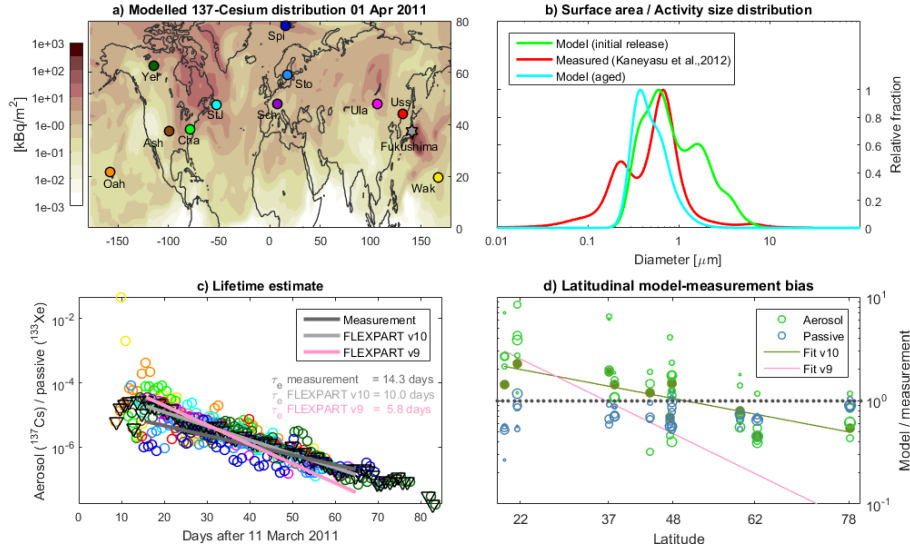 a) Modelled 137-Cesium distribution 01 Apr 2011
[kBq/m²]
1e+03
1e+02
1e+01
1e-00
1e-01
1e-02
1e-03
Spi
Yel
Sto
StJ
Sch
Ula
Uss
Ash
Cha
Fukushima
Oah
Wak
80
60
40
20
0
-150 -100 -50 0 50 100 150
b) Surface area / Activity size distribution
Model (initial release)
Measured (Kaneyasu et al.,2012)
Model (aged)
1
0.8
0.6
0.4
0.2
0
Relative fraction
0.01 0.1 1 10
Diameter [μm]
c) Lifetime estimate
Aerosol (¹³⁷Cs) / passive (¹³³Xe)
10⁻²
10⁻⁴
10⁻⁶
Measurement
FLEXPART v10
FLEXPART v9
τₑ measurement = 14.3 days
τₑ FLEXPART v10 = 10.0 days
τₑ FLEXPART v9 = 5.8 days
0 10 20 30 40 50 60 70 80
Days after 11 March 2011
d) Latitudinal model-measurement bias
Aerosol
Passive
Fit v10
Fit v9
10¹
10⁰
10⁻¹
Model / measurement
22 37 48 59 62 78
Latitude